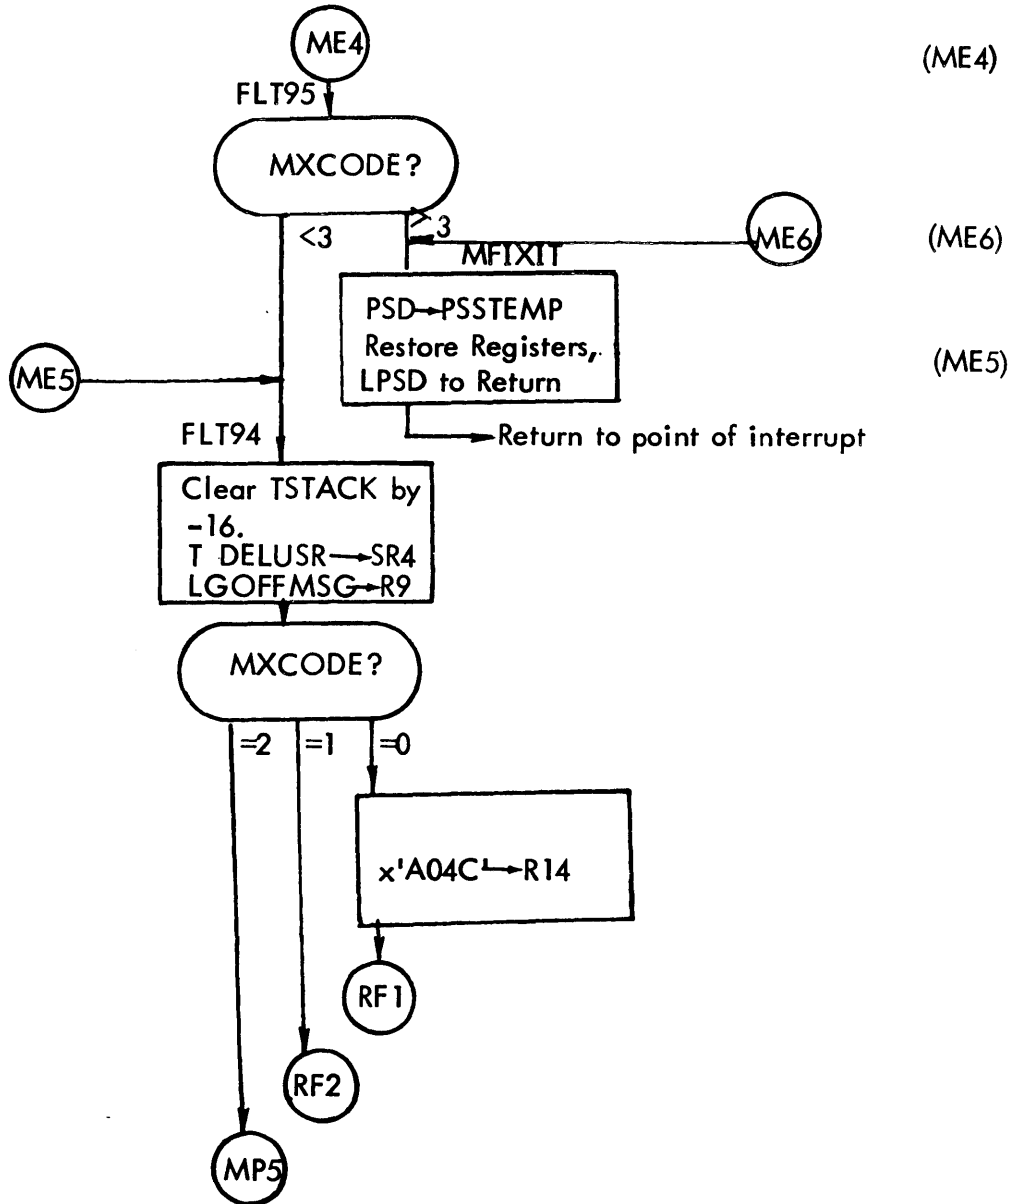 ME4
(ME4)
FLT95
MXCODE?
<3
≥3
ME6
(ME6)
MFIXIT
PSD→PSSTEMP
Restore Registers,
LPSD to Return
ME5
(ME5)
Return to point of interrupt
FLT94
Clear TSTACK by
-16.
T DELUSR→SR4
LGOFFMSG→R9
MXCODE?
=2
=1
=0
x'A04C'→R14
RF1
RF2
MP5